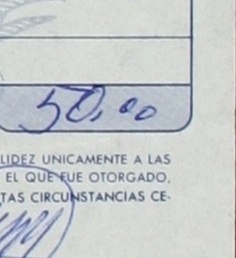 50.00
LIDEZ UNICAMENTE A LAS
EL QUE FUE OTORGADO,
TAS CIRCUNSTANCIAS CE-